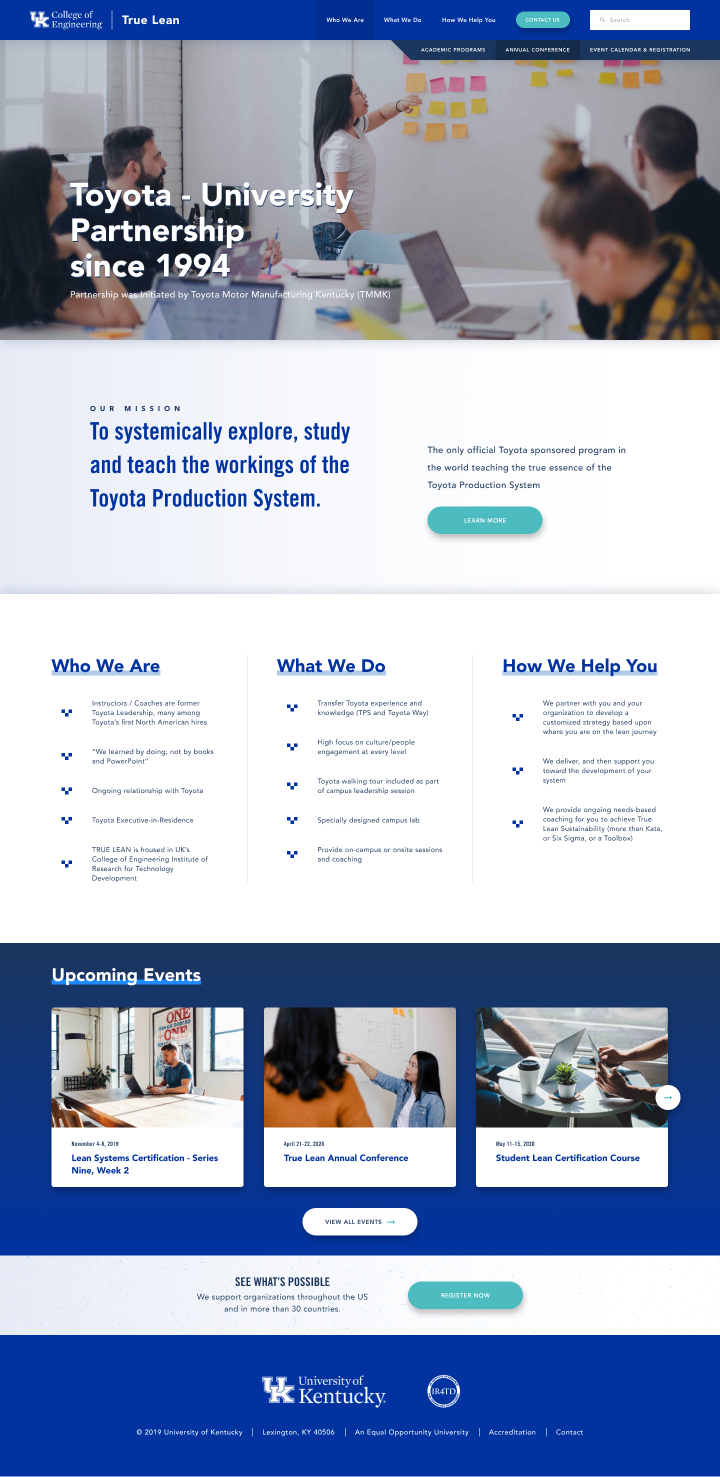 College of
Engineering
True Lean
Who We Are
What We Do
How We Help You
CONTACT US
Search
ACADEMIC PROGRAMS
ANNUAL CONFERENCE
EVENT CALENDAR & REGISTRATION
Toyota - University
Partnership
since 1994
Partnership was initiated by Toyota Motor Manufacturing Kentucky (TMMK)
OUR MISSION
To systemically explore, study
and teach the workings of the
Toyota Production System.
The only official Toyota sponsored program in
the world teaching the true essence of the
Toyota Production System
LEARN MORE
Who We Are
Instructors / Coaches are former
Toyota Leadership, many among
Toyota's first North American hires
"We learned by doing; not by books
and PowerPoint"
Ongoing relationship with Toyota
Toyota Executive-in-Residence
TRUE LEAN is housed in UK's
College of Engineering Institute of
Research for Technology
Development
What We Do
Transfer Toyota experience and
knowledge (TPS and Toyota Way)
High focus on culture/people
engagement at every level
Toyota walking tour included as part
of campus leadership session
Specially designed campus lab
Provide on-campus or onsite sessions
and coaching
How We Help You
We partner with you and your
organization to develop a
customized strategy based upon
where you are on the lean journey
We deliver, and then support you
toward the development of your
system
We provide ongoing needs-based
coaching for you to achieve True
Lean Sustainability (more than Kata,
or Six Sigma, or a Toolbox)
Upcoming Events
ONE
ONE
November 4-8, 2019
Lean Systems Certification - Series
Nine, Week 2
April 21-22, 2020
True Lean Annual Conference
May 11-15, 2020
Student Lean Certification Course
VIEW ALL EVENTS
SEE WHAT'S POSSIBLE
We support organizations throughout the US
and in more than 30 countries.
REGISTER NOW
UK University of
Kentucky
IR4TD
© 2019 University of Kentucky
Lexington, KY 40506
An Equal Opportunity University
Accreditation
Contact